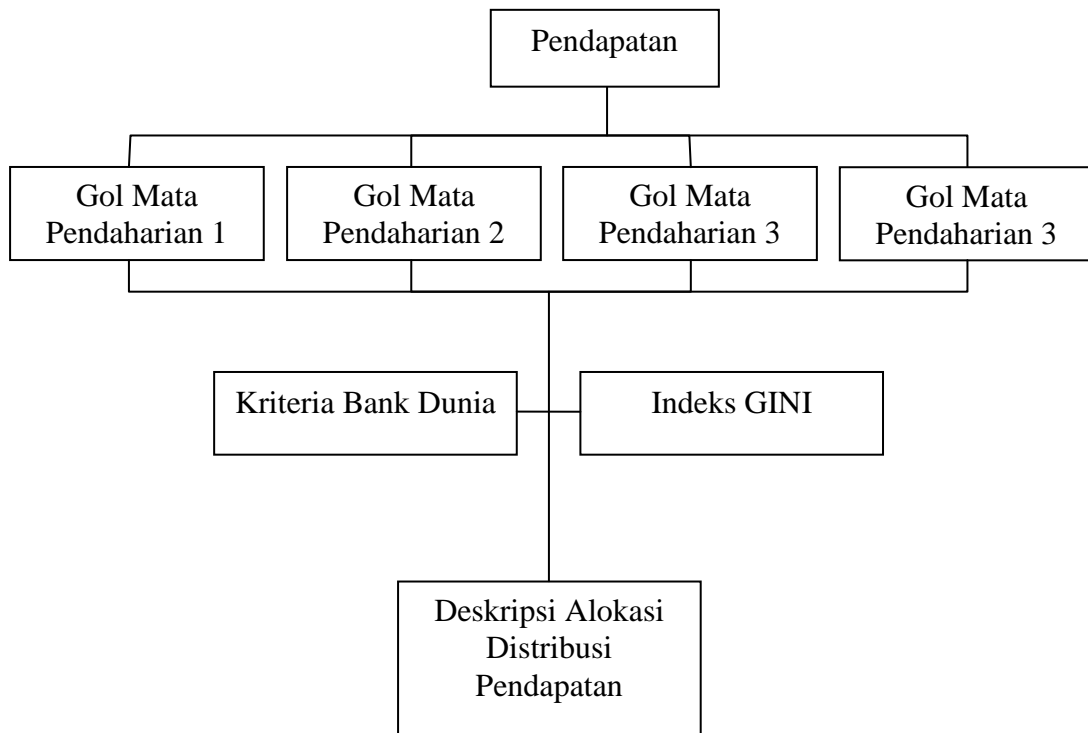 Pendapatan
Gol Mata
Pendaharian 1
Gol Mata
Pendaharian 2
Gol Mata
Pendaharian 3
Gol Mata
Pendaharian 3
Kriteria Bank Dunia
Indeks GINI
Deskripsi Alokasi
Distribusi
Pendapatan